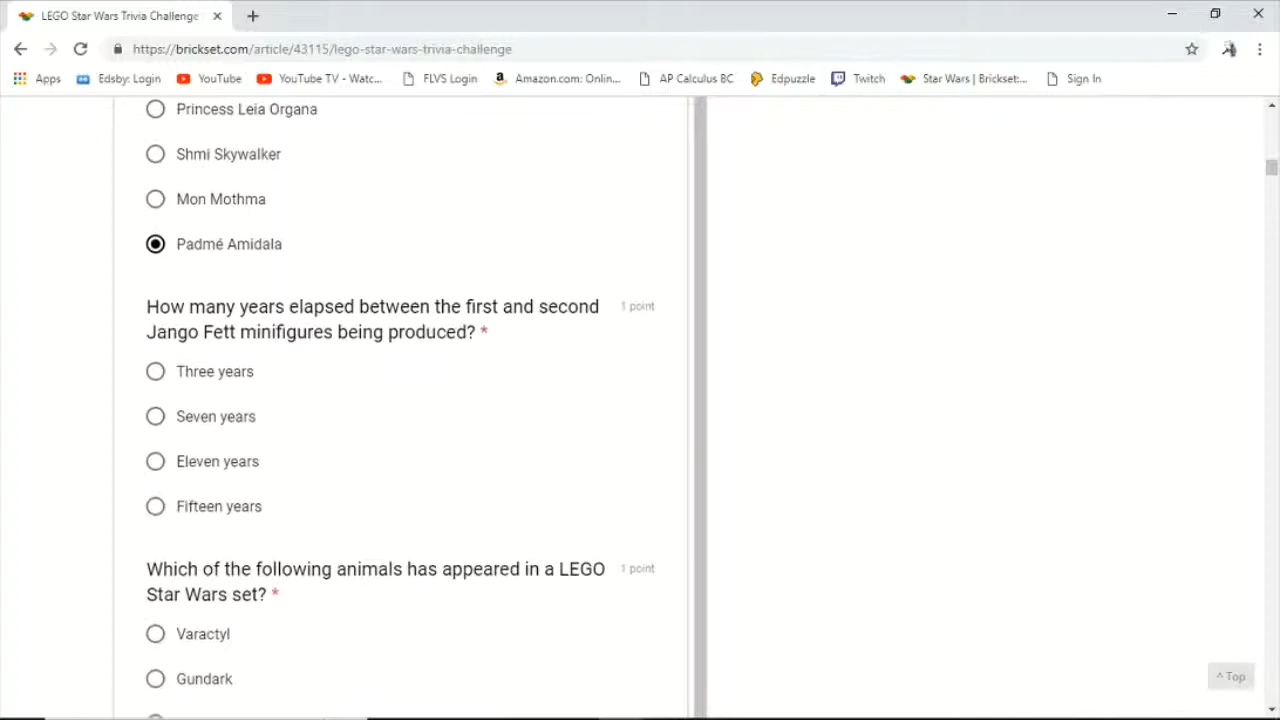 LEGO Star Wars Trivia Challenge
https://brickset.com/article/43115/lego-star-wars-trivia-challenge
Apps Edsby: Login YouTube YouTube TV - Watc... FLVS Login Amazon.com: Onlin... AP Calculus BC Edpuzzle Twitch Star Wars | Brickset:... Sign In
Princess Leia Organa
Shmi Skywalker
Mon Mothma
Padmé Amidala
How many years elapsed between the first and second 1 point
Jango Fett minifigures being produced? *
Three years
Seven years
Eleven years
Fifteen years
Which of the following animals has appeared in a LEGO 1 point
Star Wars set? *
Varactyl
Gundark
^ Top